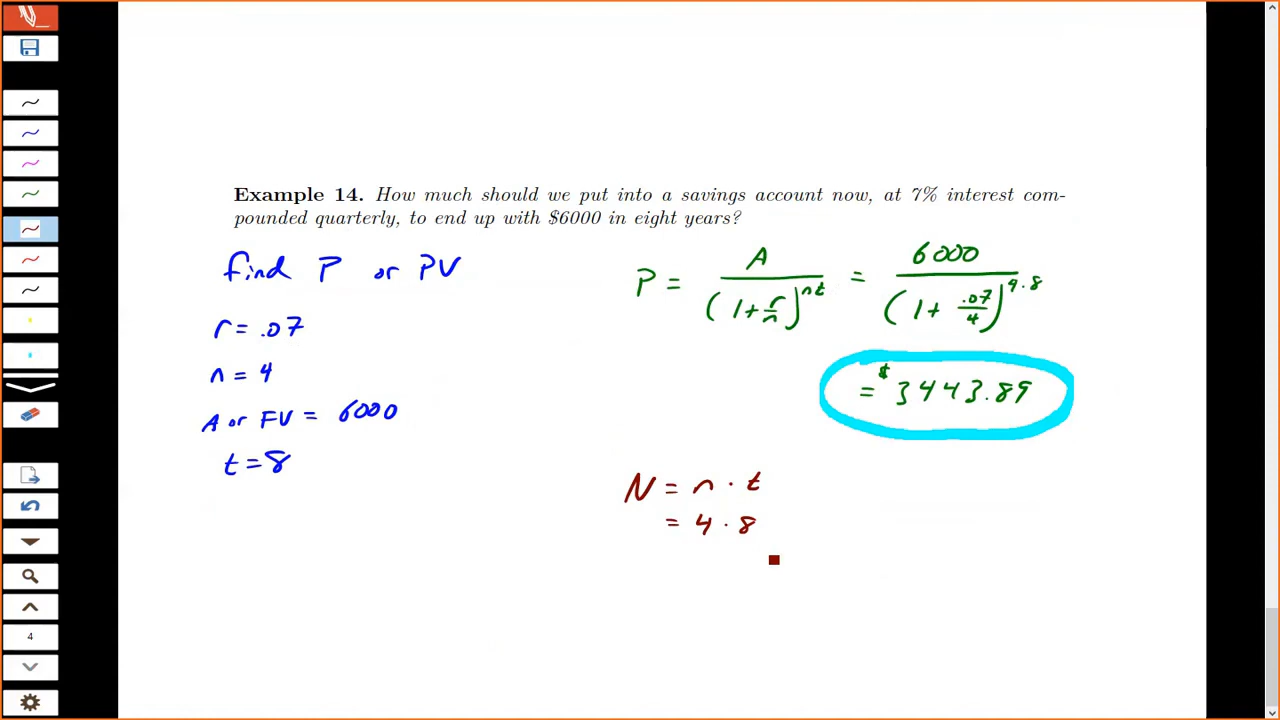 Example 14. How much should we put into a savings account now, at 7% interest com-
pounded quarterly, to end up with $6000 in eight years?
find P or PV
r = .07
n = 4
A or FV = 6000
t = 8
P = A / (1 + r/n)^nt = 6000 / (1 + .07/4)^4·8
= $3443.89
N = n · t
= 4 · 8
4